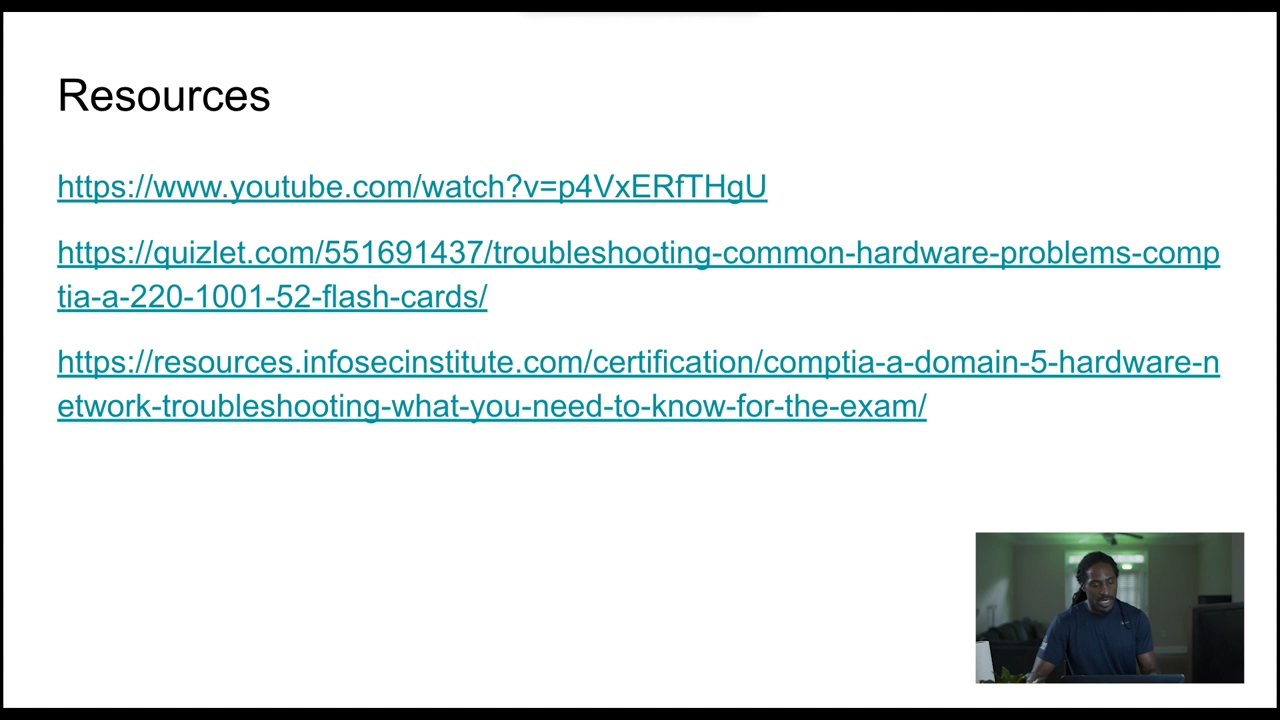 Resources
https://www.youtube.com/watch?v=p4VxERfTHgU
https://quizlet.com/551691437/troubleshooting-common-hardware-problems-comp
tia-a-220-1001-52-flash-cards/
https://resources.infosecinstitute.com/certification/comptia-a-domain-5-hardware-n
etwork-troubleshooting-what-you-need-to-know-for-the-exam/